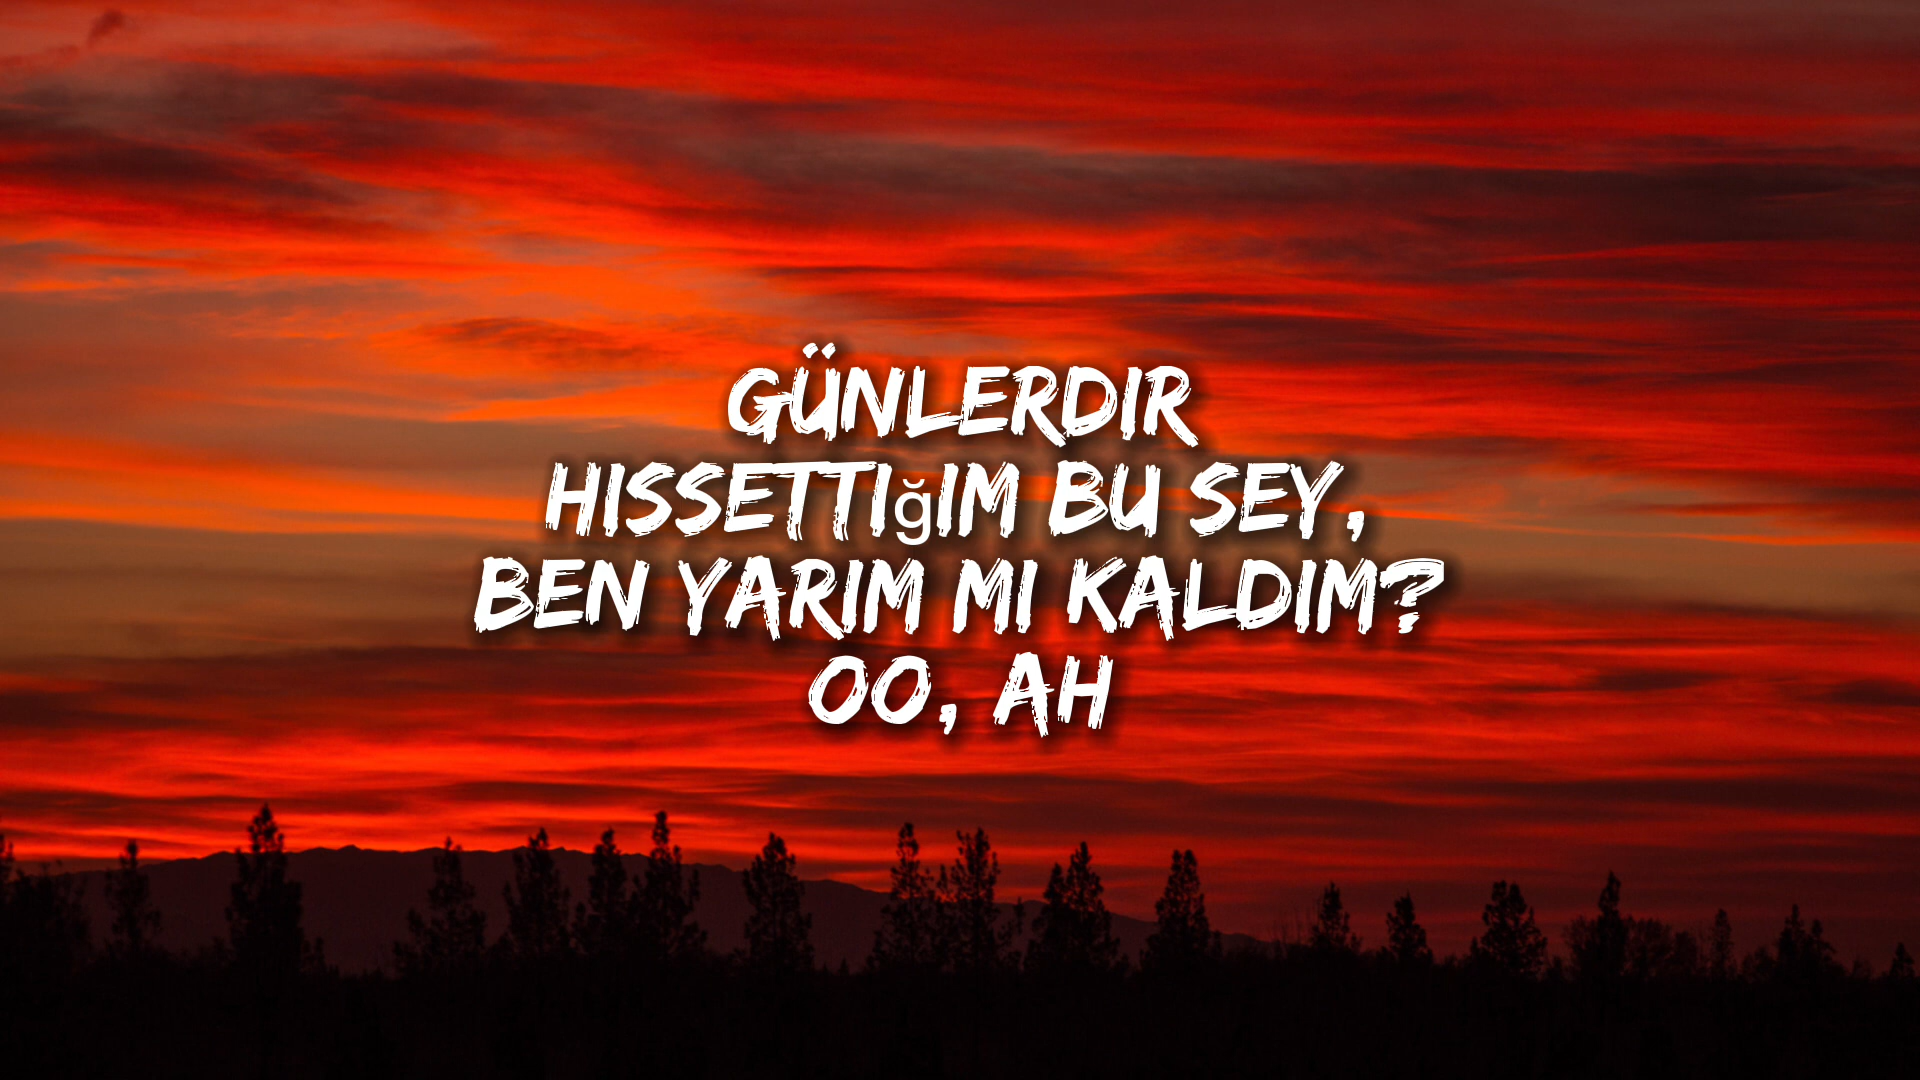 GÜNLERDIR
HISSETTIğIM BU SEY,
BEN YARIM MI KALDIM?
OO, AH